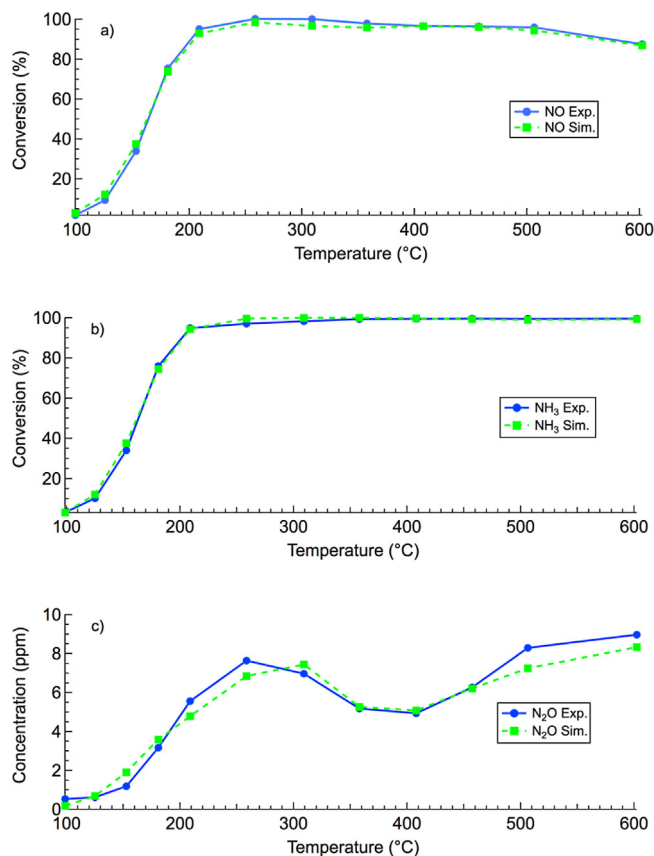 a)
100
80
60
40
20
Conversion (%)
NO Exp.
NO Sim.
100 200 300 400 500 600
Temperature (°C)
b)
100
80
60
40
20
Conversion (%)
NH₃ Exp.
NH₃ Sim.
100 200 300 400 500 600
Temperature (°C)
c)
10
8
6
4
2
0
Concentration (ppm)
N₂O Exp.
N₂O Sim.
100 200 300 400 500 600
Temperature (°C)